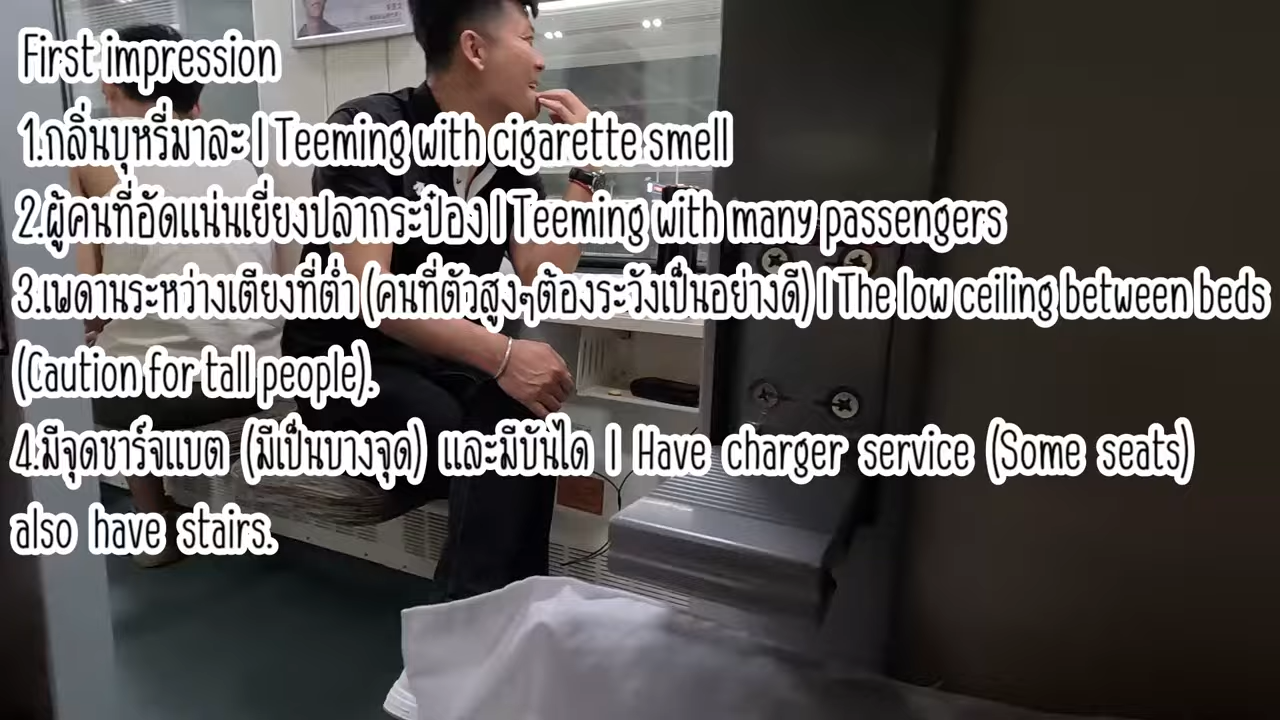 First impression
1.กลิ่นบุหรี่มาละ | Teeming with cigarette smell
2.ผู้คนที่อัดแน่นเยี่ยงปลากระป๋อง | Teeming with many passengers
3.เพดานระหว่างเตียงที่ต่ำ (คนที่ตัวสูงๆต้องระวังเป็นอย่างดี) | The low ceiling between beds
(Caution for tall people).
4.มีจุดชาร์จแบต (มีเป็นบางจุด) และมีบันได | Have charger service (Some seats)
also have stairs.